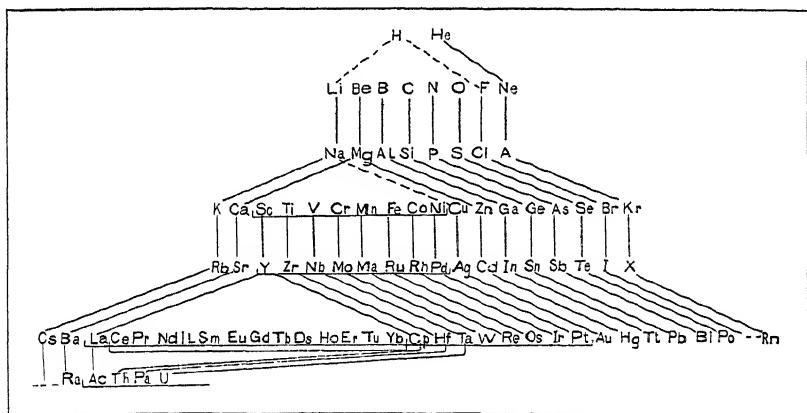 H He
Li Be B C N O F Ne
Na Mg Al Si P S Cl A
K Ca Sc Ti V Cr Mn Fe Co Ni Cu Zn Ga Ge As Se Br Kr
Rb Sr Y Zr Nb Mo Ma Ru Rh Pd Ag Cd In Sn Sb Te I X
Cs Ba La Ce Pr Nd IL Sm Eu Gd Tb Ds Ho Er Tu Yb Cp Hf Ta W Re Os Ir Pt Au Hg Tl Pb Bi Po -- Rn
Ra Ac Th Pa U